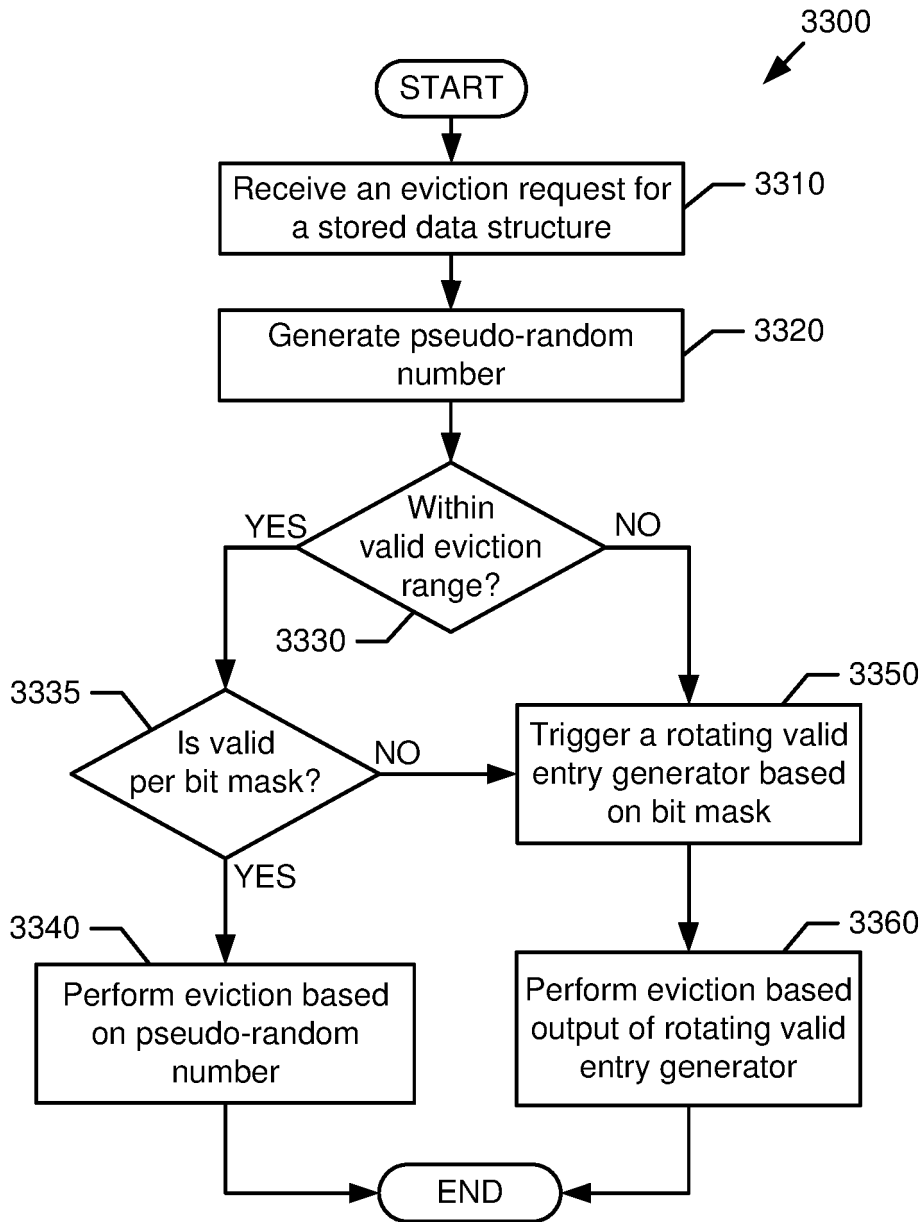 3300
START
Receive an eviction request for
a stored data structure
3310
Generate pseudo-random
number
3320
Within
valid eviction
range?
YES
NO
3330
3335
Is valid
per bit mask?
NO
YES
3350
Trigger a rotating valid
entry generator based
on bit mask
3340
Perform eviction based
on pseudo-random
number
3360
Perform eviction based
output of rotating valid
entry generator
END